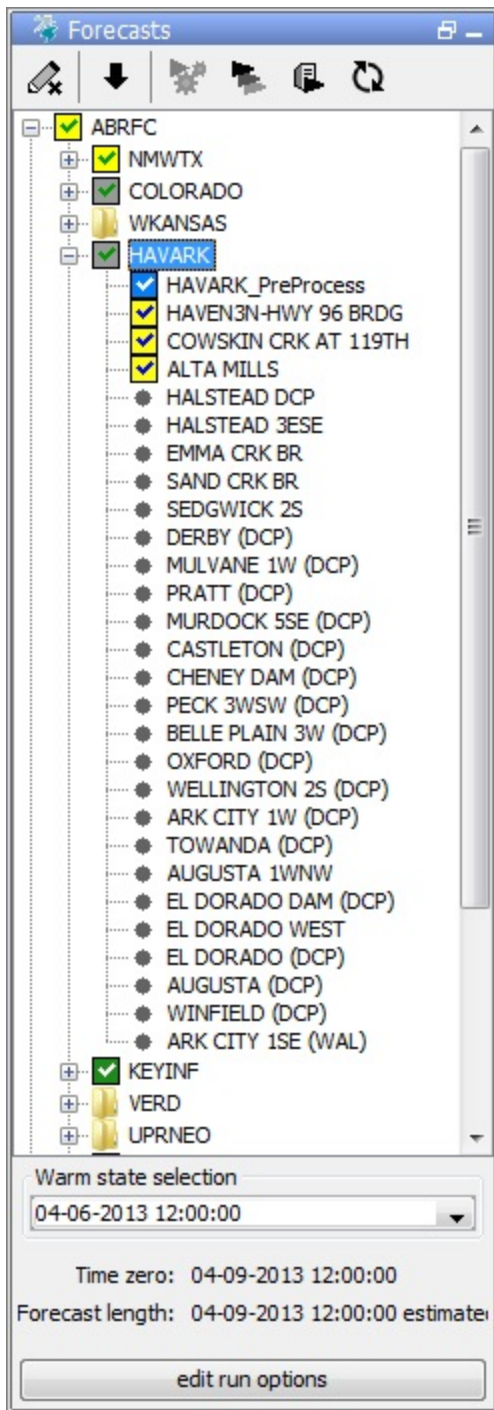 Forecasts
ABRFC
NMWTX
COLORADO
WKANSAS
HAVARK
HAVARK_PreProcess
HAVEN3N-HWY 96 BRDG
COWSKIN CRK AT 119TH
ALTA MILLS
HALSTEAD DCP
HALSTEAD 3ESE
EMMA CRK BR
SAND CRK BR
SEDGWICK 2S
DERBY (DCP)
MULVANE 1W (DCP)
PRATT (DCP)
MURDOCK 5SE (DCP)
CASTLETON (DCP)
CHENEY DAM (DCP)
PECK 3WSW (DCP)
BELLE PLAIN 3W (DCP)
OXFORD (DCP)
WELLINGTON 2S (DCP)
ARK CITY 1W (DCP)
TOWANDA (DCP)
AUGUSTA 1WNW
EL DORADO DAM (DCP)
EL DORADO WEST
EL DORADO (DCP)
AUGUSTA (DCP)
WINFIELD (DCP)
ARK CITY 1SE (WAL)
KEYINF
VERD
UPRNEO
Warm state selection
04-06-2013 12:00:00
Time zero: 04-09-2013 12:00:00
Forecast length: 04-09-2013 12:00:00 estimate
edit run options